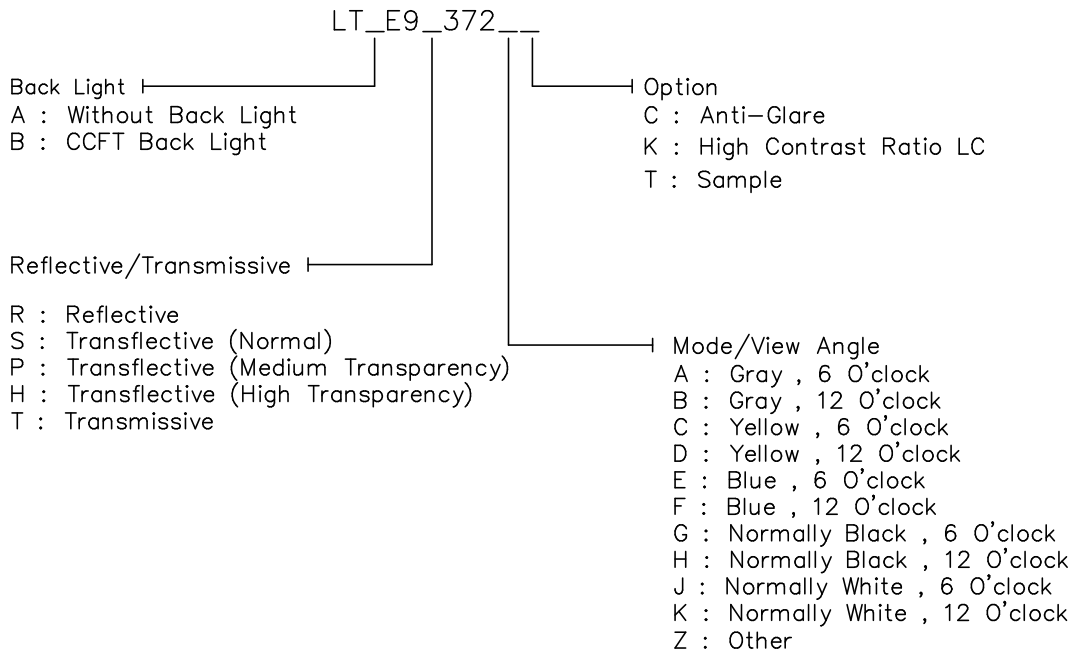 LT_E9_372__
Back Light
A : Without Back Light
B : CCFT Back Light
Option
C : Anti-Glare
K : High Contrast Ratio LC
T : Sample
Reflective/Transmissive
R : Reflective
S : Transflective (Normal)
P : Transflective (Medium Transparency)
H : Transflective (High Transparency)
T : Transmissive
Mode/View Angle
A : Gray , 6 O'clock
B : Gray , 12 O'clock
C : Yellow , 6 O'clock
D : Yellow , 12 O'clock
E : Blue , 6 O'clock
F : Blue , 12 O'clock
G : Normally Black , 6 O'clock
H : Normally Black , 12 O'clock
J : Normally White , 6 O'clock
K : Normally White , 12 O'clock
Z : Other